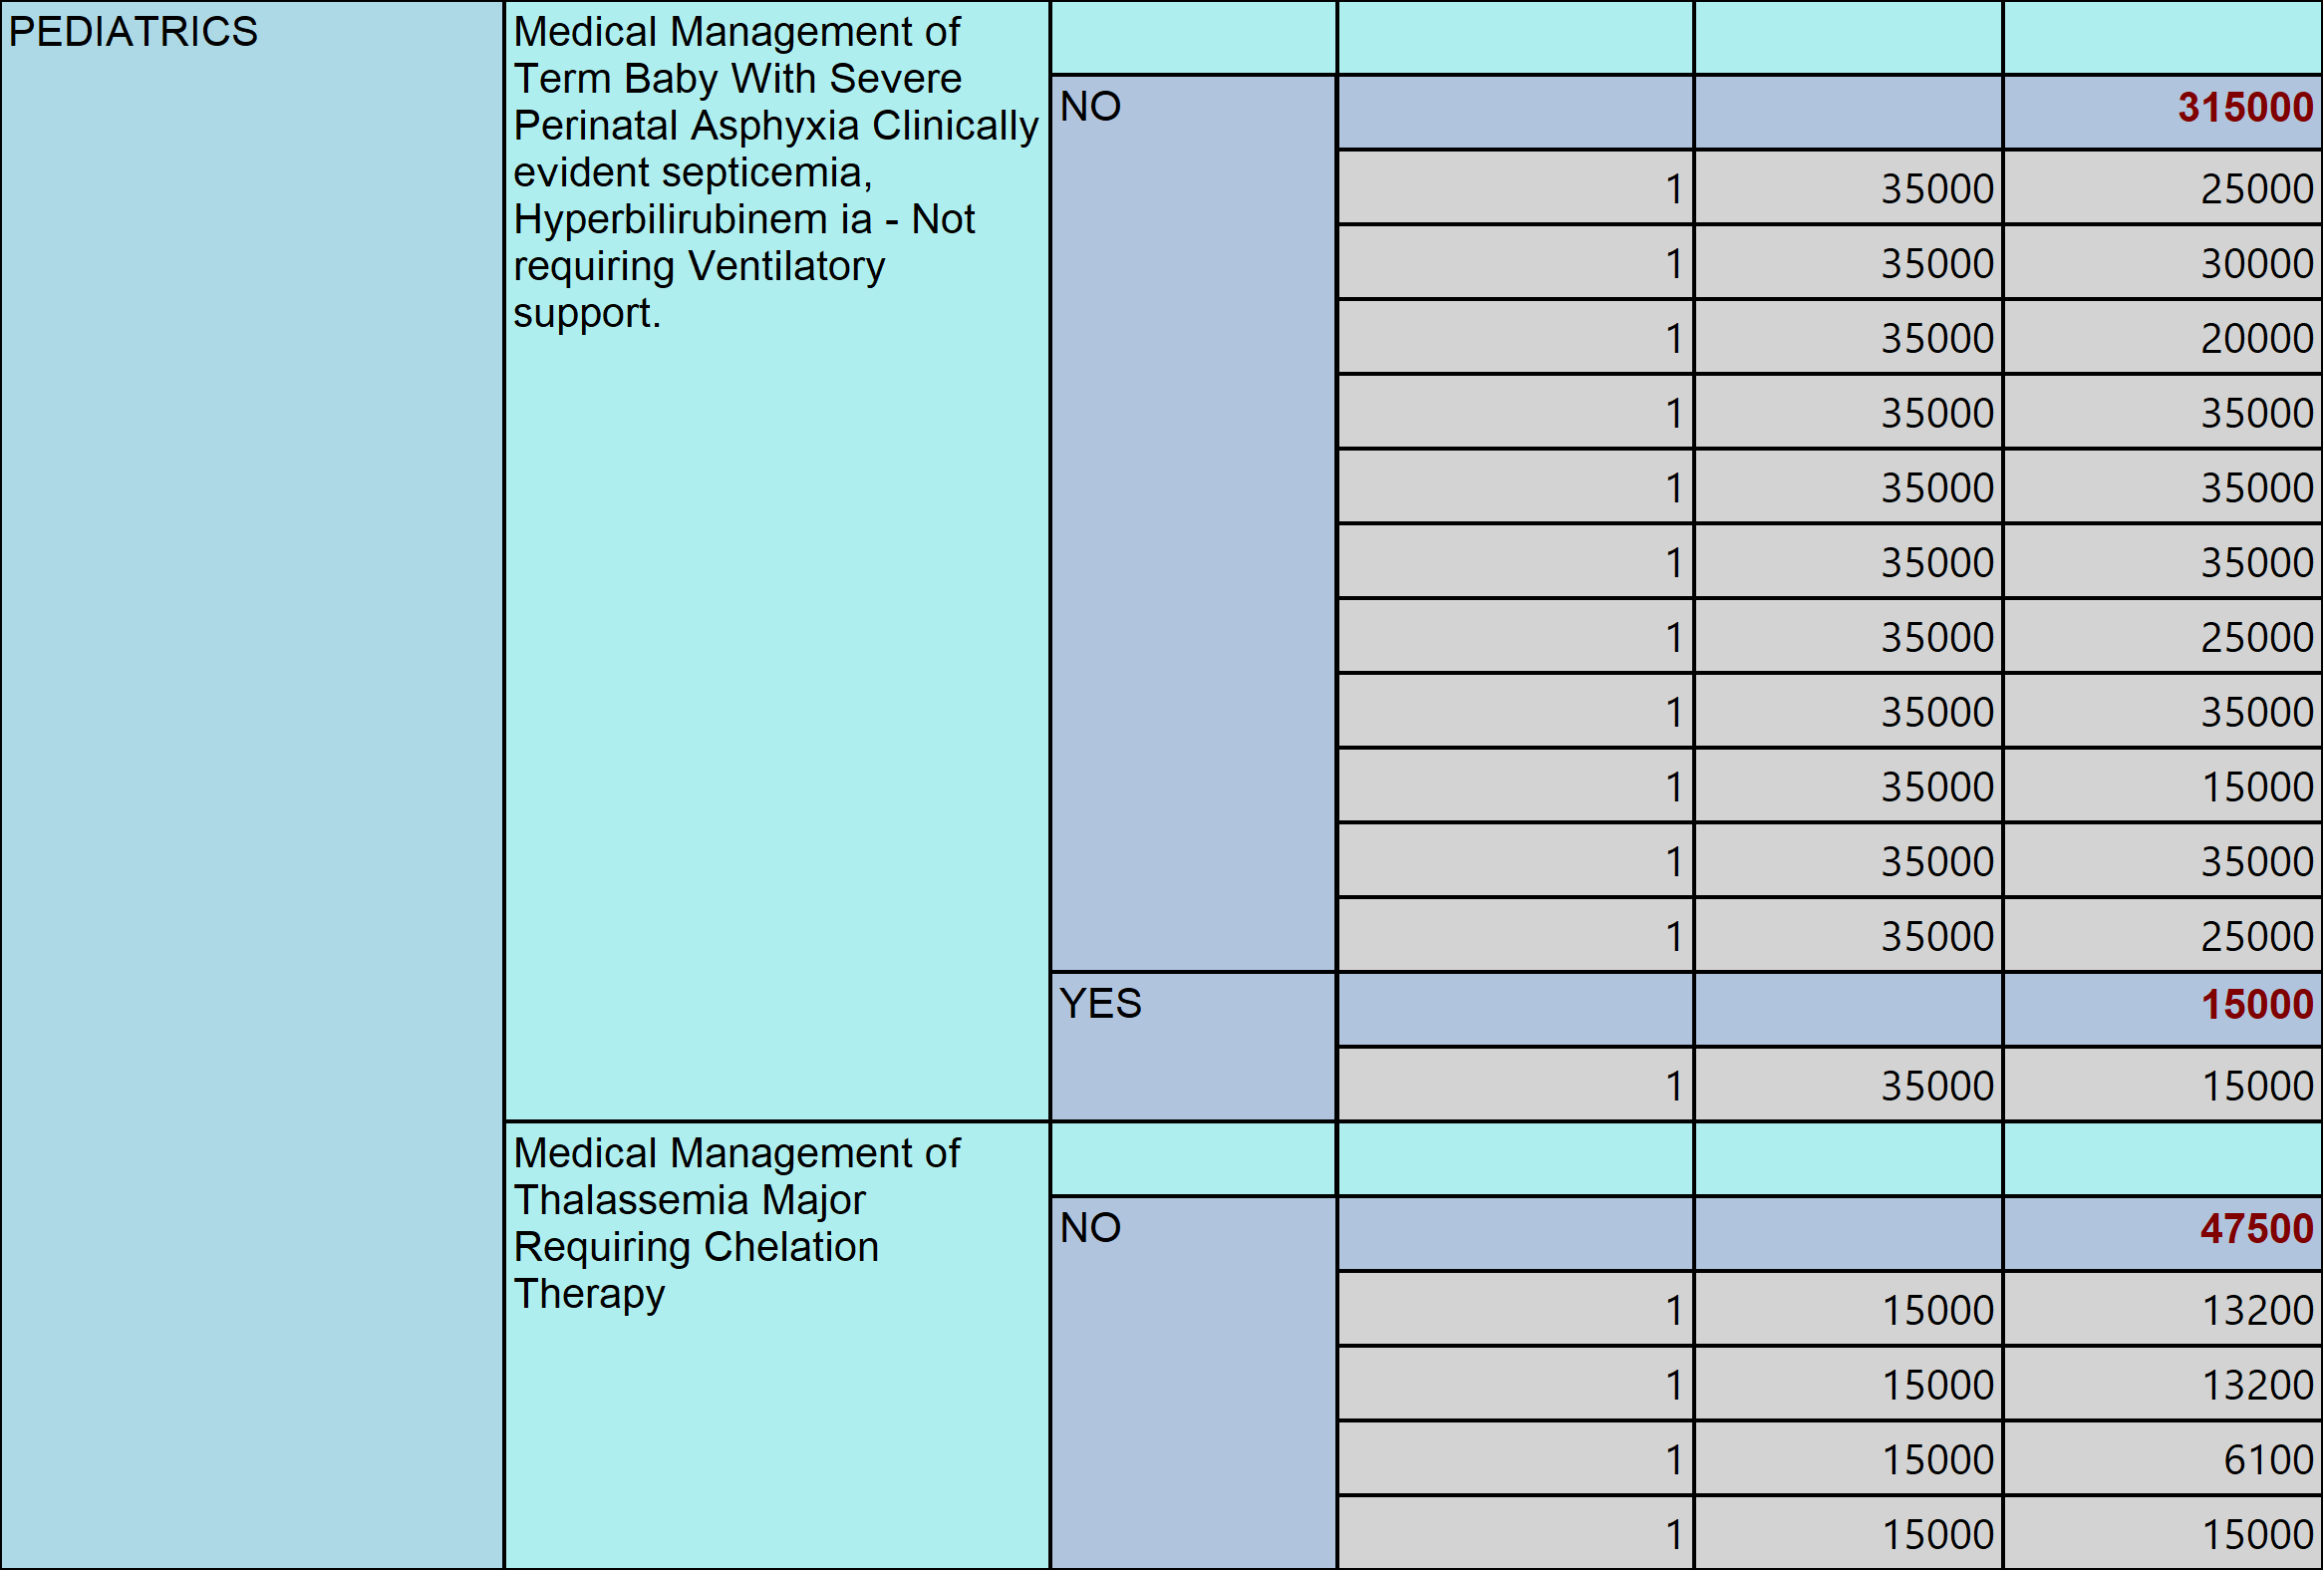 PEDIATRICS
Medical Management of
Term Baby With Severe
Perinatal Asphyxia Clinically
evident septicemia,
Hyperbilirubinem ia - Not
requiring Ventilatory
support.
NO
315000
1 35000 25000
1 35000 30000
1 35000 20000
1 35000 35000
1 35000 35000
1 35000 35000
1 35000 25000
1 35000 35000
1 35000 15000
1 35000 35000
1 35000 25000
YES
15000
1 35000 15000
Medical Management of
Thalassemia Major
Requiring Chelation
Therapy
NO
47500
1 15000 13200
1 15000 13200
1 15000 6100
1 15000 15000